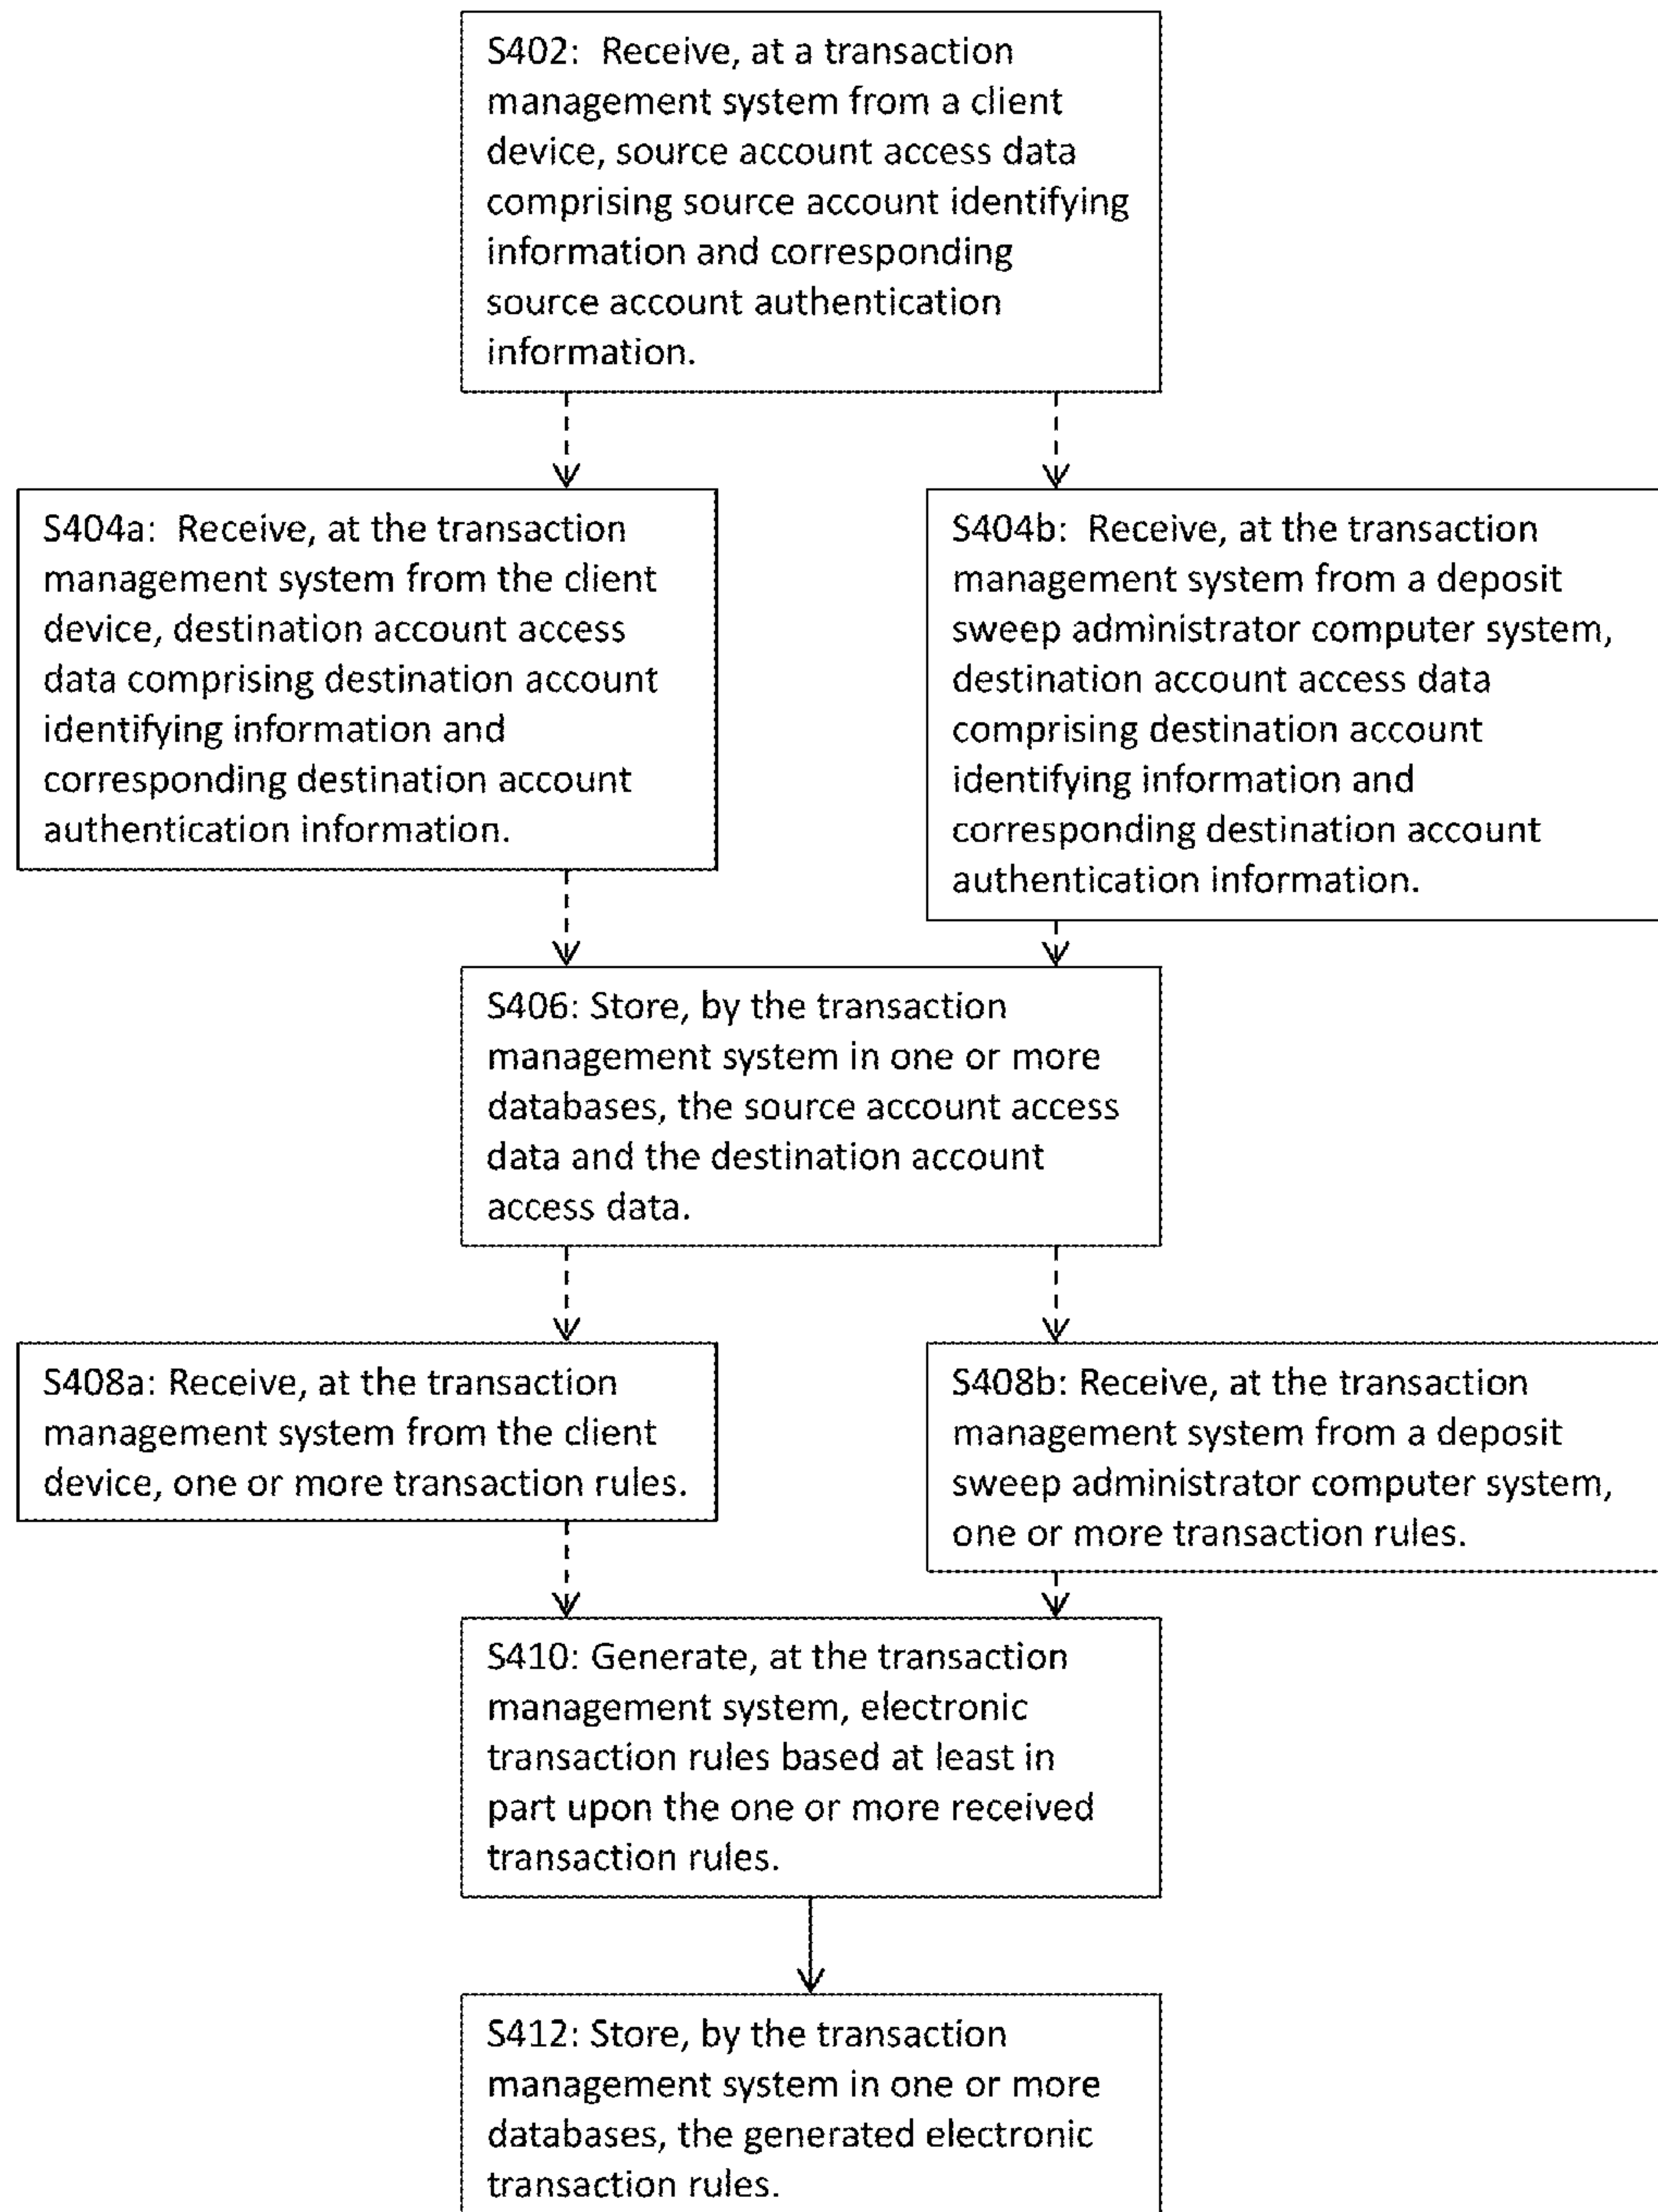 S402: Receive, at a transaction
management system from a client
device, source account access data
comprising source account identifying
information and corresponding
source account authentication
information.
S404a: Receive, at the transaction
management system from the client
device, destination account access
data comprising destination account
identifying information and
corresponding destination account
authentication information.
S404b: Receive, at the transaction
management system from a deposit
sweep administrator computer system,
destination account access data
comprising destination account
identifying information and
corresponding destination account
authentication information.
S406: Store, by the transaction
management system in one or more
databases, the source account access
data and the destination account
access data.
S408a: Receive, at the transaction
management system from the client
device, one or more transaction rules.
S408b: Receive, at the transaction
management system from a deposit
sweep administrator computer system,
one or more transaction rules.
S410: Generate, at the transaction
management system, electronic
transaction rules based at least in
part upon the one or more received
transaction rules.
S412: Store, by the transaction
management system in one or more
databases, the generated electronic
transaction rules.